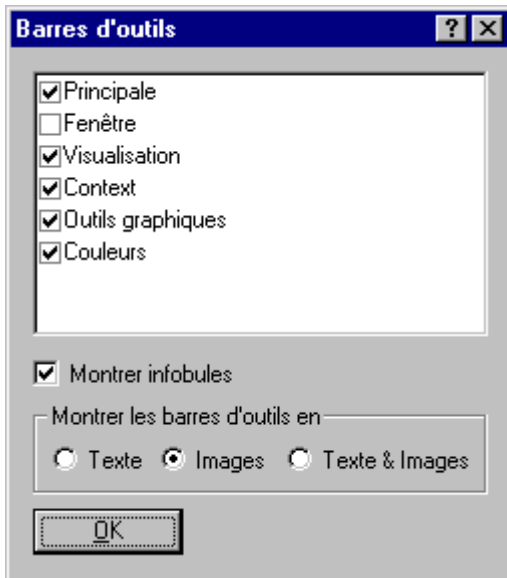 Barres d'outils
Principale
Fenêtre
Visualisation
Context
Outils graphiques
Couleurs
Montrer infobules
Montrer les barres d'outils en
Texte Images Texte & Images
OK